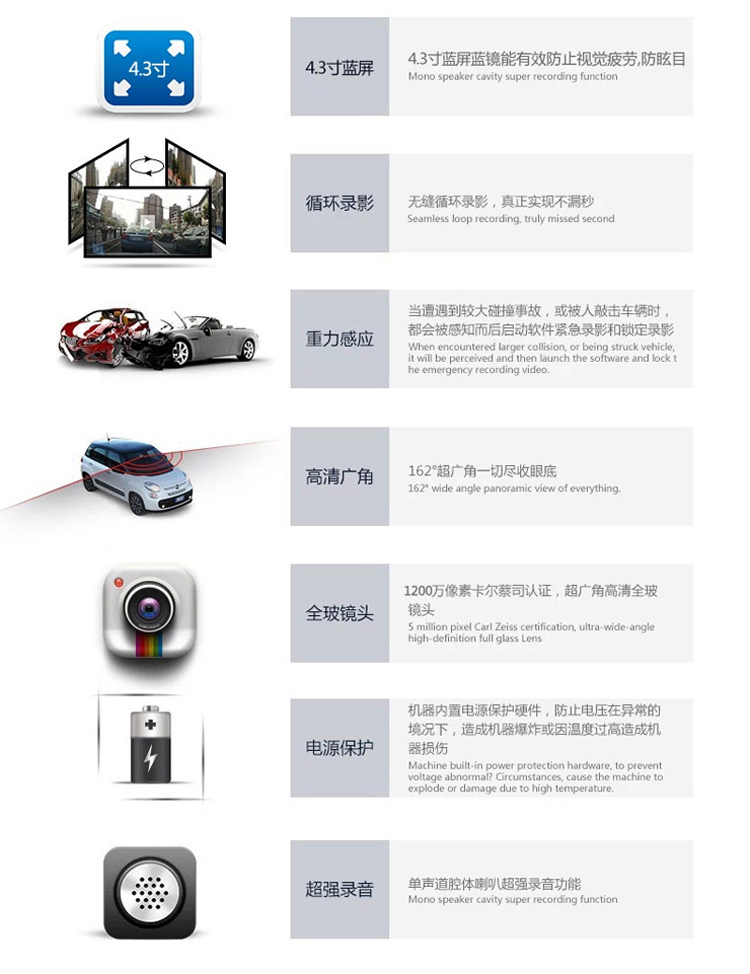 4.3寸
4.3寸蓝屏
4.3寸蓝屏蓝镜能有效防止视觉疲劳,防眩目
Mono speaker cavity super recording function
循环录影
无缝循环录影，真正实现不漏秒
Seamless loop recording, truly missed second
重力感应
当遭遇到较大碰撞事故，或被人敲击车辆时，
都会被感知而后启动软件紧急录影和锁定录影
When encountered larger collision, or being struck vehicle,
it will be perceived and then launch the software and lock t
he emergency recording video.
高清广角
162°超广角一切尽收眼底
162° wide angle panoramic view of everything.
全玻镜头
1200万像素卡尔蔡司认证，超广角高清全玻
镜头
5 million pixel Carl Zeiss certification, ultra-wide-angle
high-definition full glass Lens
电源保护
机器内置电源保护硬件，防止电压在异常的
境况下，造成机器爆炸或因温度过高造成机
器损伤
Machine built-in power protection hardware, to prevent
voltage abnormal? Circumstances, cause the machine to
explode or damage due to high temperature.
超强录音
单声道腔体喇叭超强录音功能
Mono speaker cavity super recording function